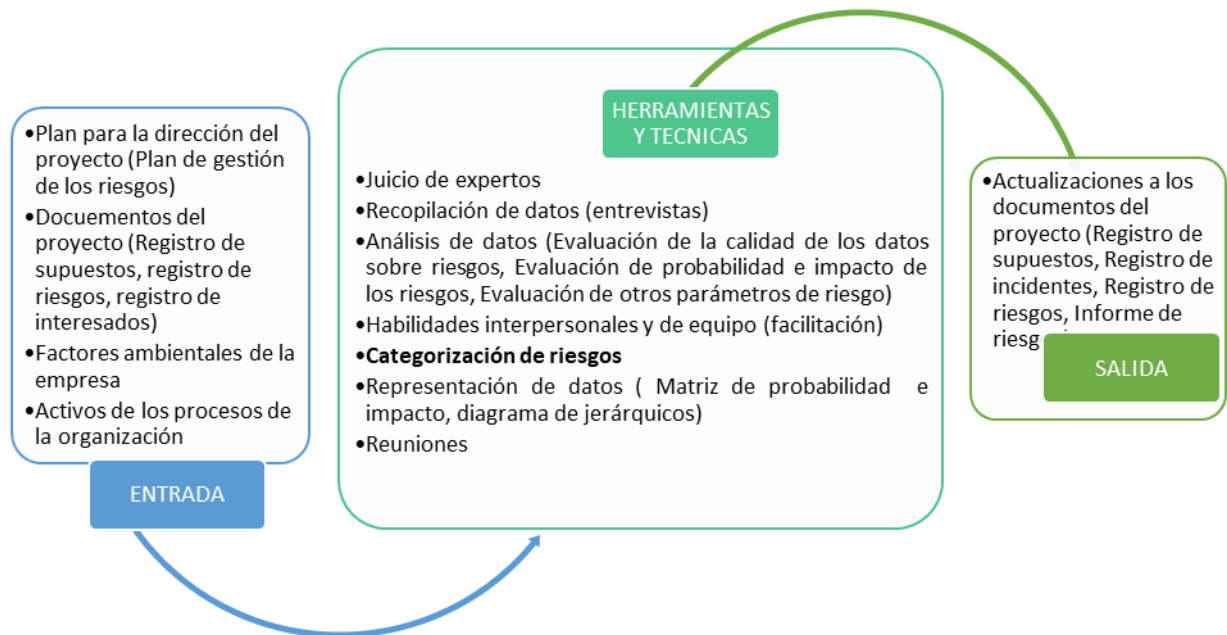 •Plan para la dirección del
proyecto (Plan de gestión
de los riesgos)
•Docuementos del
proyecto (Registro de
supuestos, registro de
riesgos, registro de
interesados)
•Factores ambientales de la
empresa
•Activos de los procesos de
la organización
ENTRADA
HERRAMIENTAS
Y TECNICAS
•Juicio de expertos
•Recopilación de datos (entrevistas)
•Análisis de datos (Evaluación de la calidad de los datos
sobre riesgos, Evaluación de probabilidad e impacto de
los riesgos, Evaluación de otros parámetros de riesgo)
•Habilidades interpersonales y de equipo (facilitación)
•Categorización de riesgos
•Representación de datos ( Matriz de probabilidad e
impacto, diagrama de jerárquicos)
•Reuniones
•Actualizaciones a los
documentos del
proyecto (Registro de
supuestos, Registro de
incidentes, Registro de
riesgos, Informe de
SALIDA